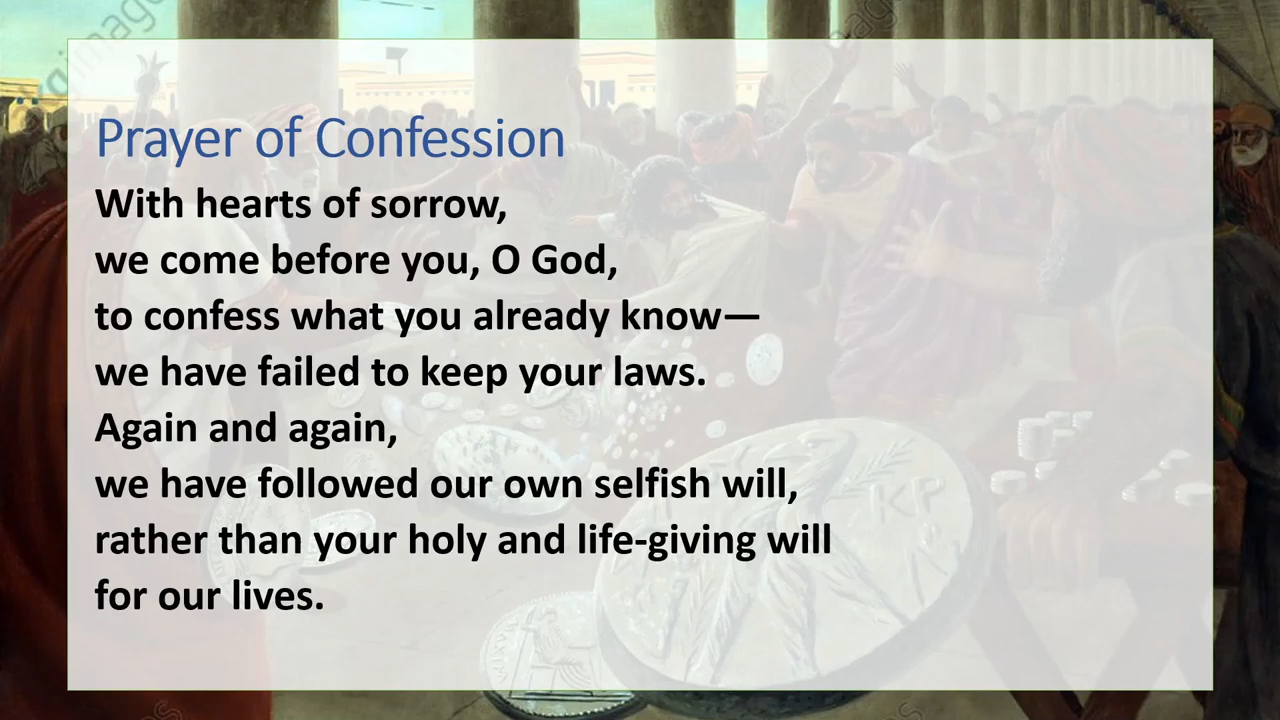 Prayer of Confession
With hearts of sorrow,
we come before you, O God,
to confess what you already know—
we have failed to keep your laws.
Again and again,
we have followed our own selfish will,
rather than your holy and life-giving will
for our lives.
KP